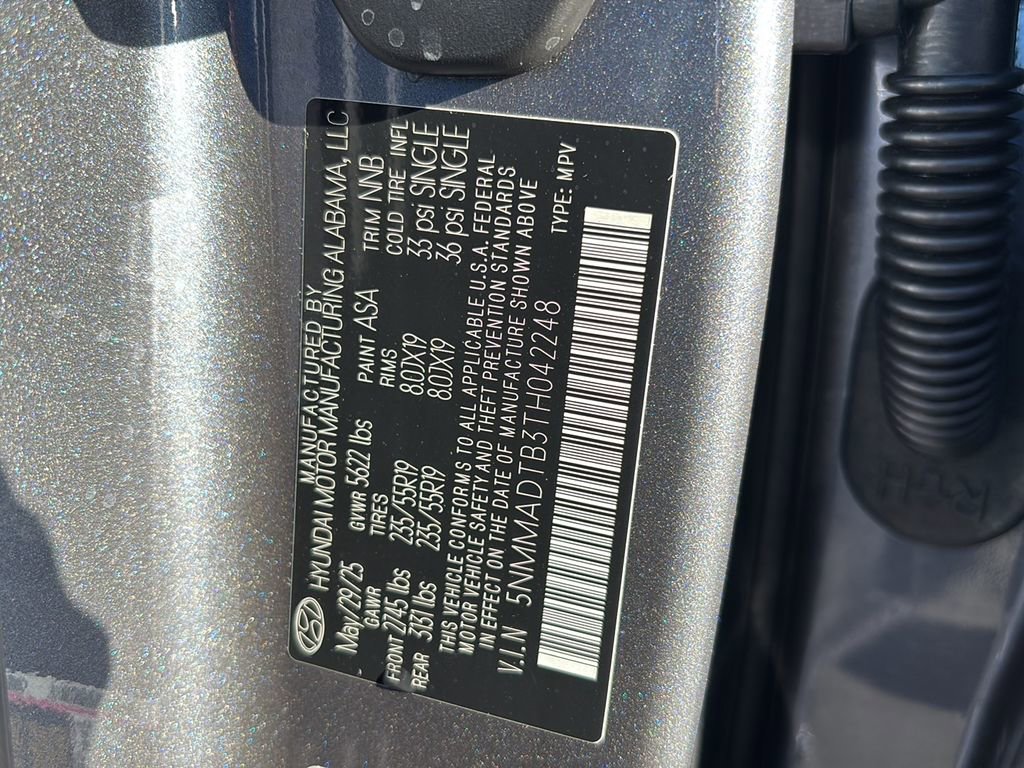 MANUFACTURED BY
HYUNDAI MOTOR MANUFACTURING ALABAMA, LLC
May/29/25 GVWR 5622 lbs PAINT ASA TRIM NNB
GAWR TIRES RIMS COLD TIRE INFL
FRONT 2745 lbs 235/55R19 8.0JX19 33 psi SINGLE
REAR 3131 lbs 235/55R19 8.0JX19 36 psi SINGLE
THIS VEHICLE CONFORMS TO ALL APPLICABLE U.S.A. FEDERAL
MOTOR VEHICLE SAFETY AND THEFT PREVENTION STANDARDS
IN EFFECT ON THE DATE OF MANUFACTURE SHOWN ABOVE
V.I.N 5NMMADTB3TH042248 TYPE: MPV